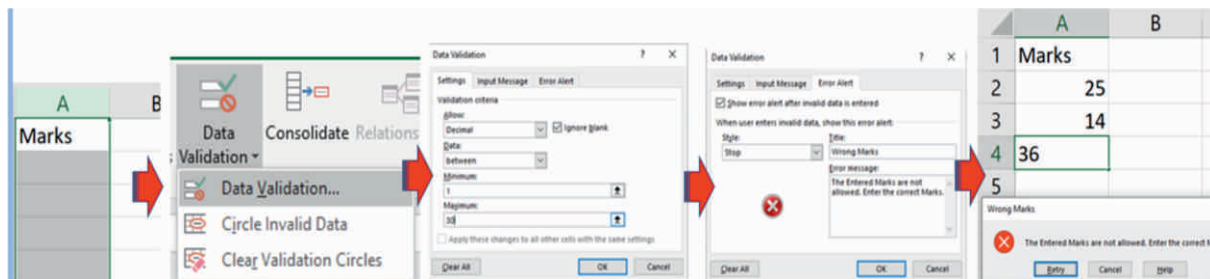 A
B
Marks
Data
Validation
Consolidate
Relations
Data Validation...
Circle Invalid Data
Clear Validation Circles
Data Validation ? ×
Settings Input Message Error Alert
Validation criteria
Allow:
Decimal Ignore blank
Data:
between
Minimum:
1
Maximum:
30
Apply these changes to all other cells with the same settings
Clear All OK Cancel
Data Validation ? ×
Settings Input Message Error Alert
Show error alert after invalid data is entered
When user enters invalid data, show this error alert:
Style: Title:
Stop Wrong Marks
Error message:
The Entered Marks are not
allowed. Enter the correct Marks.
Clear All OK Cancel
A B
1 Marks
2 25
3 14
4 36
5
Wrong Marks
The Entered Marks are not allowed. Enter the correct M
Retry Cancel Help